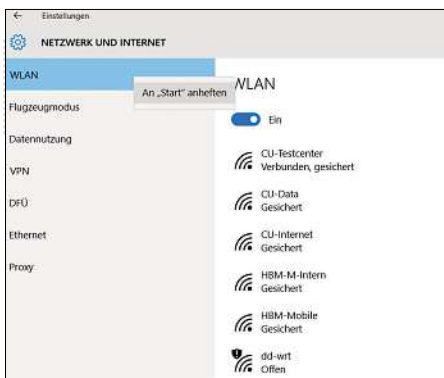 Einstellungen
NETZWERK UND INTERNET
WLAN
An „Start" anheften
Flugzeugmodus
Datennutzung
VPN
DFÜ
Ethernet
Proxy
WLAN
Ein
CU-Testcenter
Verbunden, gesichert
CU-Data
Gesichert
CU-Internet
Gesichert
HBM-M-Intern
Gesichert
HBM-Mobile
Gesichert
dd-wrt
Offen